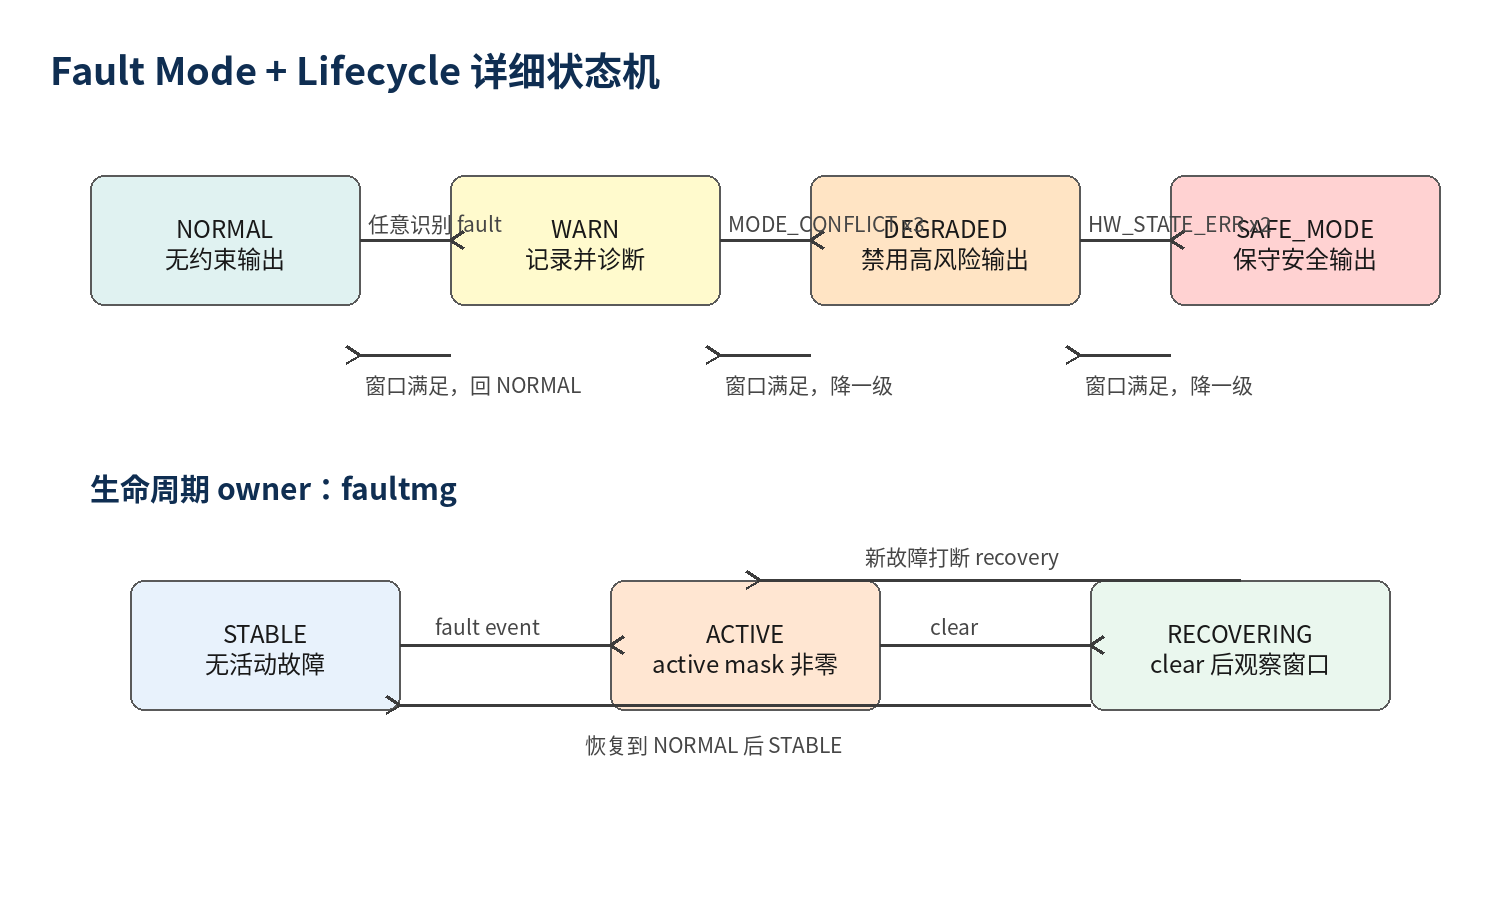 Fault Mode + Lifecycle 详细状态机
NORMAL
无约束输出
任意识别 fault
WARN
记录并诊断
MODE_CONFLICT x3
DEGRADED
禁用高风险输出
HW_STATE_ERR x2
SAFE_MODE
保守安全输出
窗口满足，回 NORMAL
窗口满足，降一级
窗口满足，降一级
生命周期 owner：faultmg
新故障打断 recovery
STABLE
无活动故障
fault event
ACTIVE
active mask 非零
clear
RECOVERING
clear 后观察窗口
恢复到 NORMAL 后 STABLE